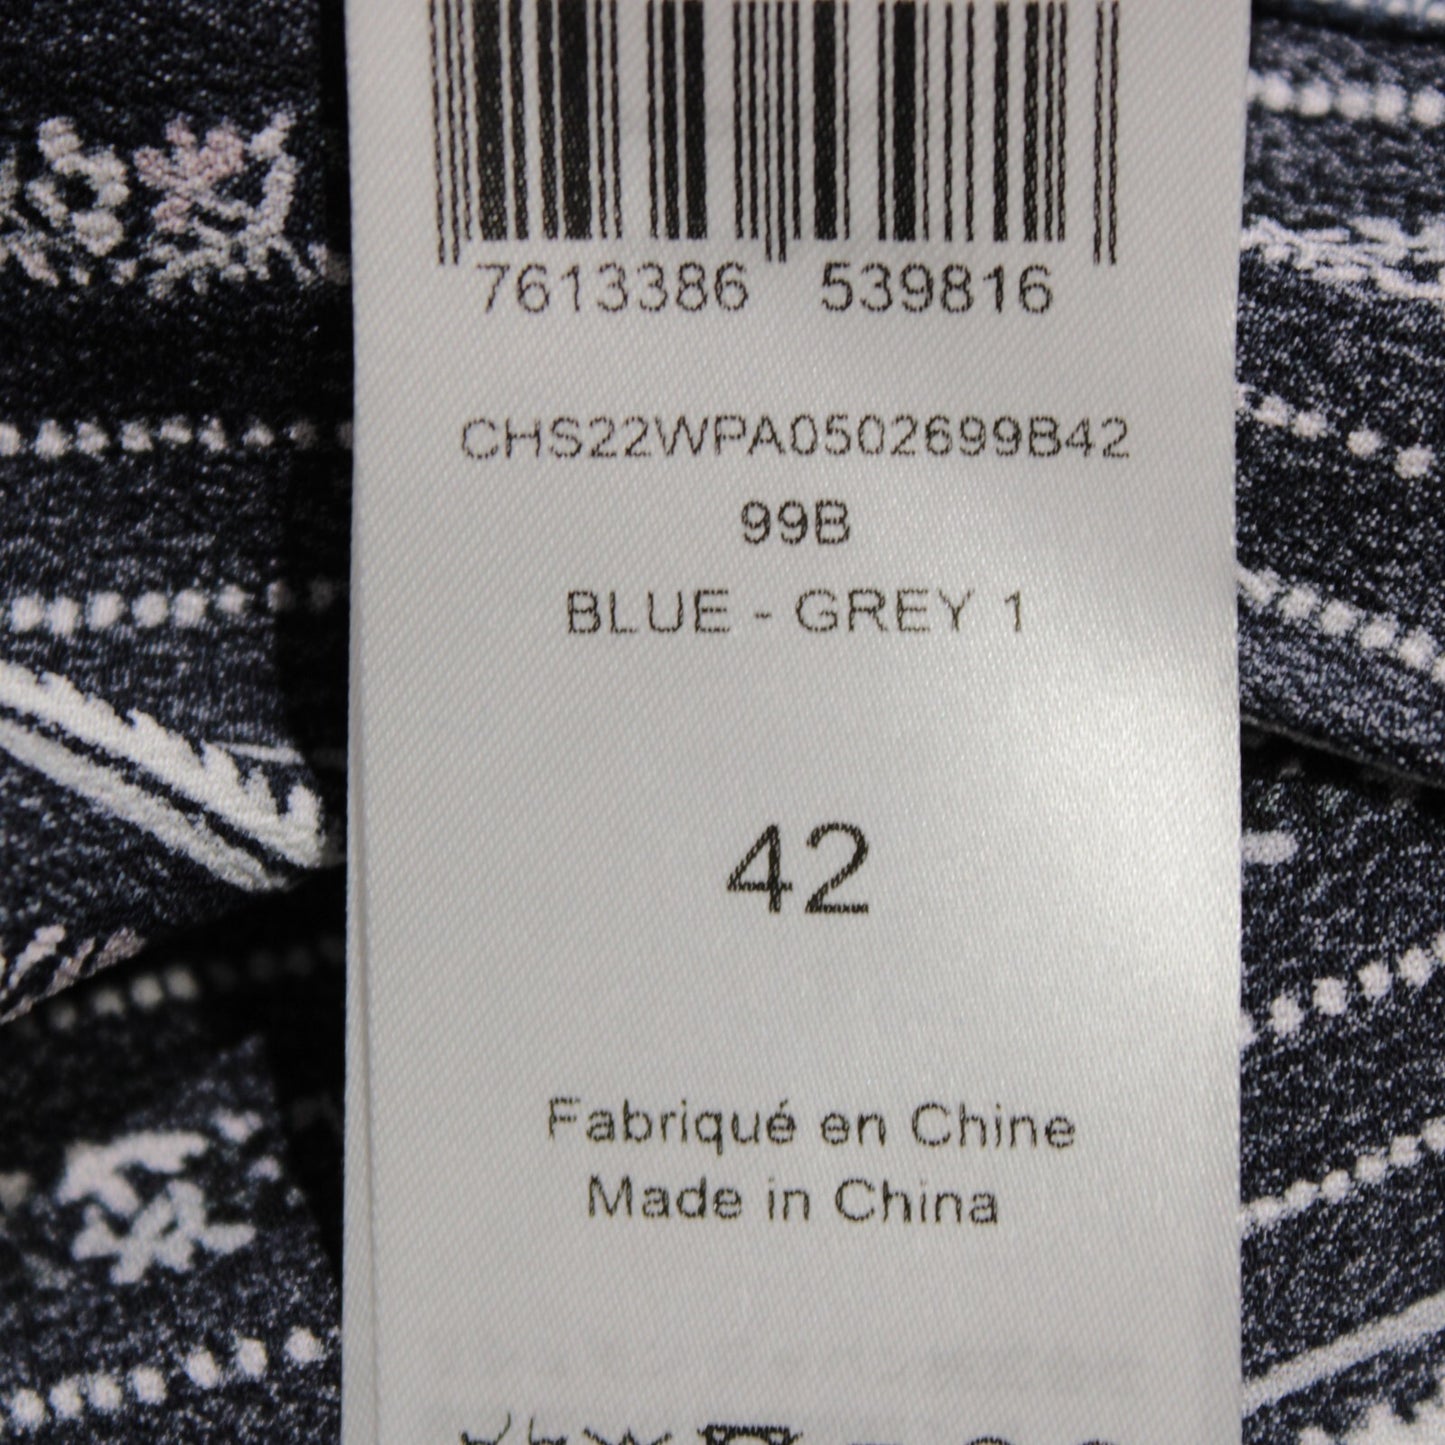 7613386 539816
CHS22WPA0502699B42
99B
BLUE - GREY 1
42
Fabriqué en Chine
Made in China